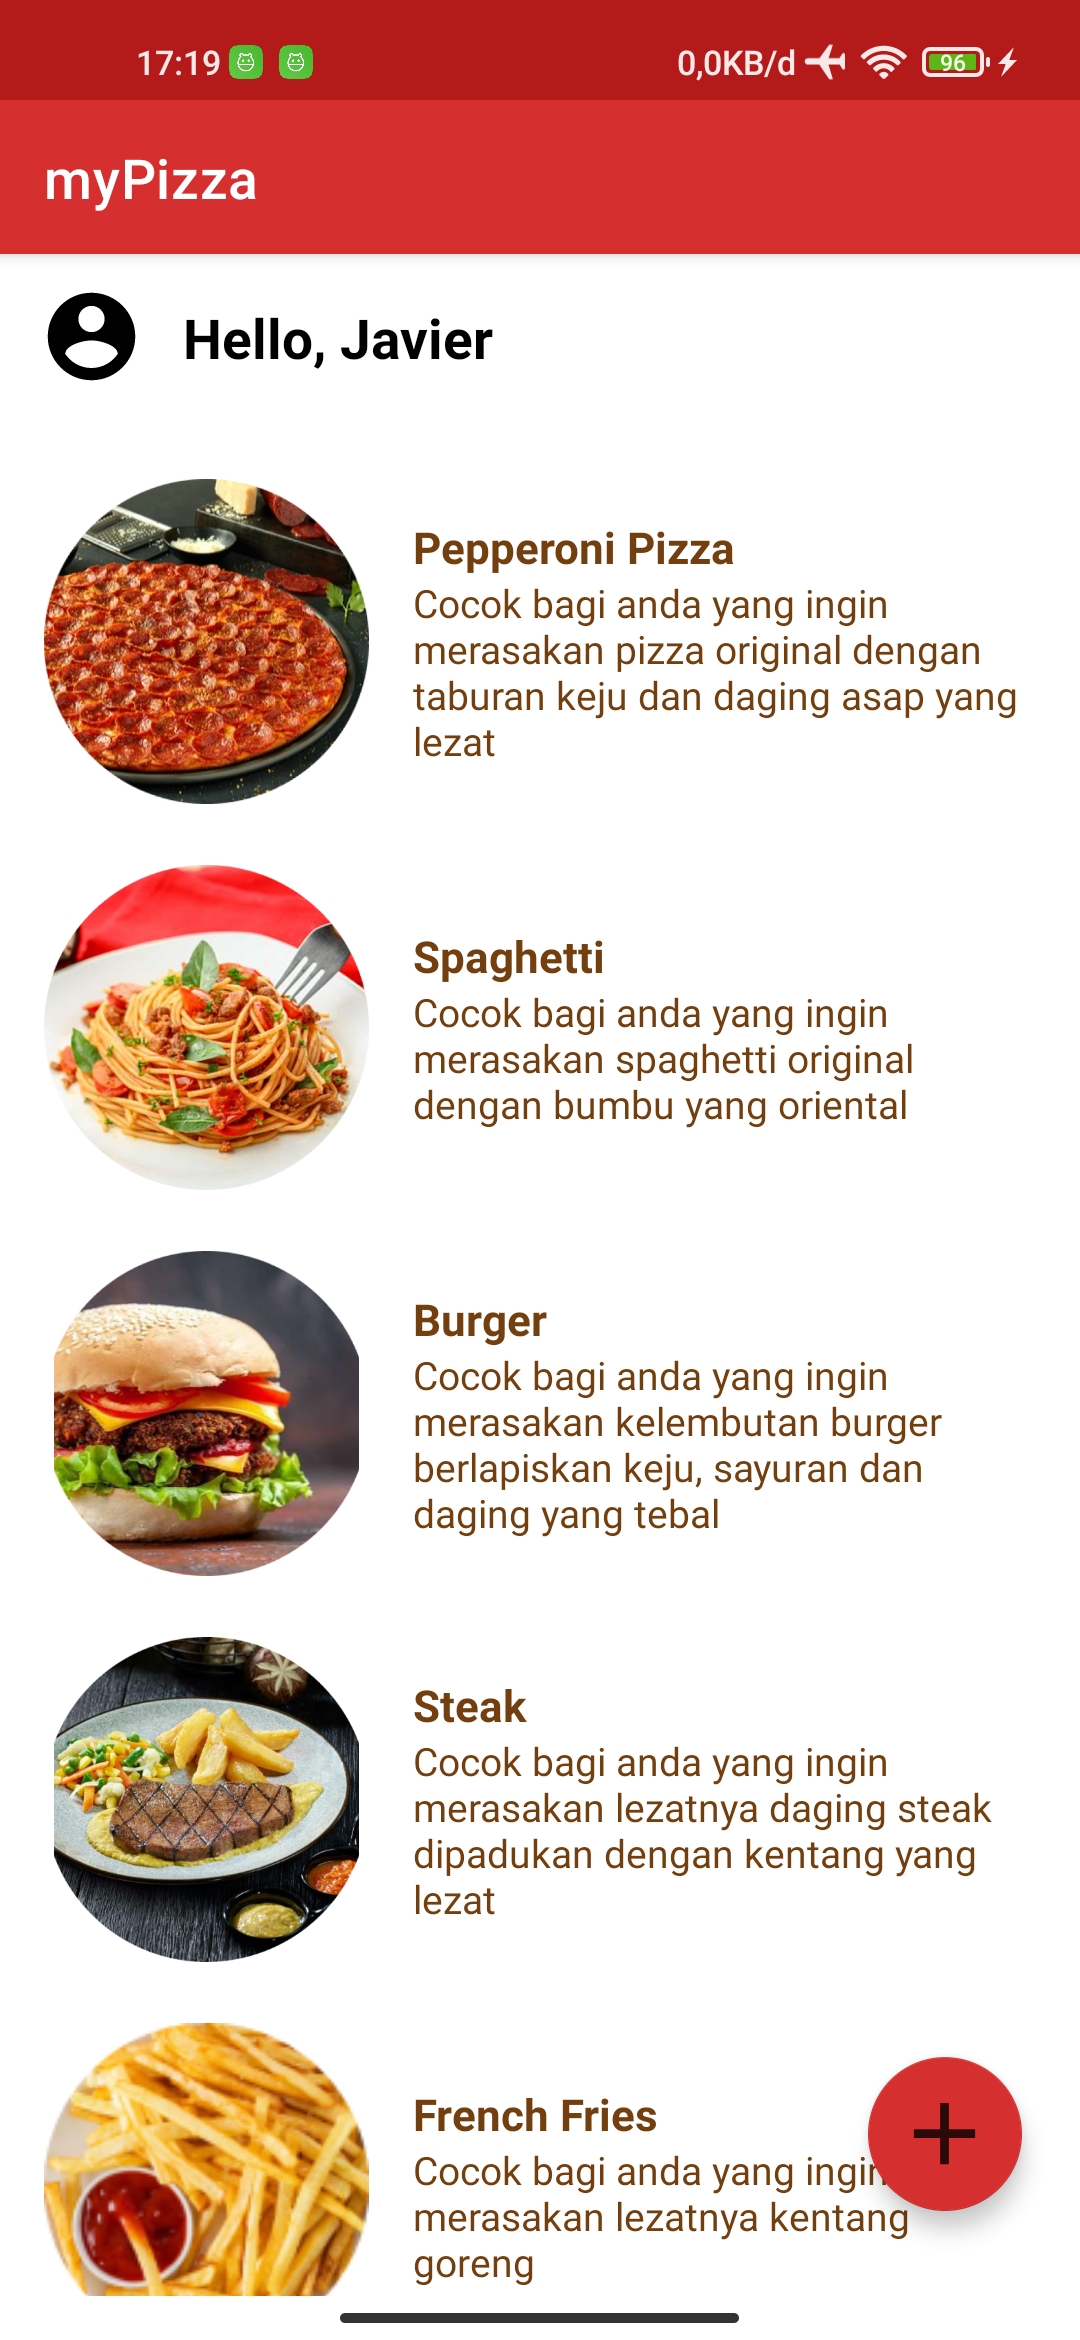 17:19
0,0KB/d
96
myPizza
Hello, Javier
Pepperoni Pizza
Cocok bagi anda yang ingin
merasakan pizza original dengan
taburan keju dan daging asap yang
lezat
Spaghetti
Cocok bagi anda yang ingin
merasakan spaghetti original
dengan bumbu yang oriental
Burger
Cocok bagi anda yang ingin
merasakan kelembutan burger
berlapiskan keju, sayuran dan
daging yang tebal
Steak
Cocok bagi anda yang ingin
merasakan lezatnya daging steak
dipadukan dengan kentang yang
lezat
French Fries
Cocok bagi anda yang ingin
merasakan lezatnya kentang
goreng